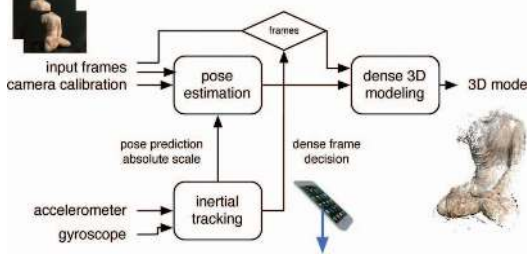 frames
input frames
camera calibration
pose
estimation
dense 3D
modeling
3D mode
pose prediction
absolute scale
dense frame
decision
accelerometer
gyroscope
inertial
tracking